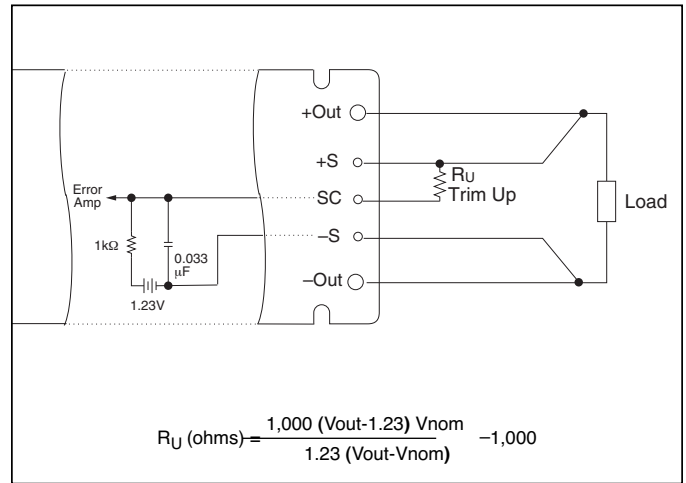 +Out
+S
RU
Trim Up
Error
Amp
SC
Load
1kΩ
0.033
µF
–S
1.23V
–Out
RU (ohms)= 1,000 (Vout-1.23) Vnom –1,000
1.23 (Vout-Vnom)